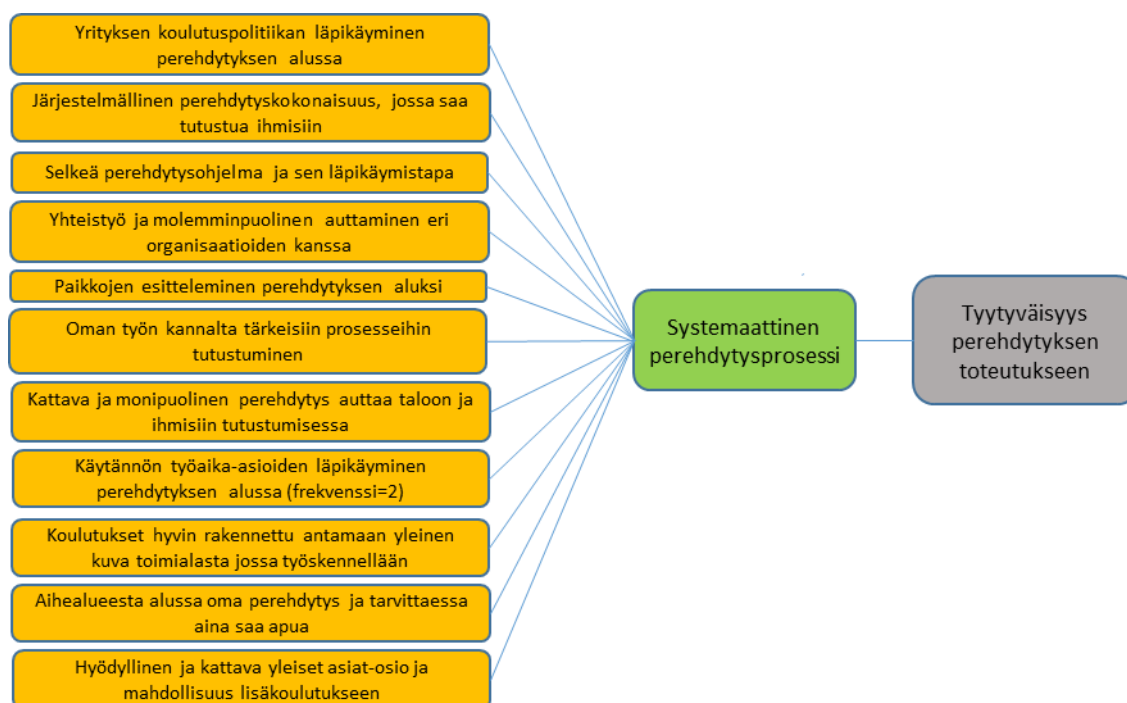 Yrityksen koulutuspolitiikan läpikäyminen
perehdytyksen alussa
Järjestelmällinen perehdytyskokonaisuus, jossa saa
tutustua ihmisiin
Selkeä perehdytysohjelma ja sen läpikäymistapa
Yhteistyö ja molemminpuolinen auttaminen eri
organisaatioiden kanssa
Paikkojen esitteleminen perehdytyksen aluksi
Oman työn kannalta tärkeisiin prosesseihin
tutustuminen
Kattava ja monipuolinen perehdytys auttaa taloon ja
ihmisiin tutustumisessa
Käytännön työaika-asioiden läpikäyminen
perehdytyksen alussa (frekvenssi=2)
Koulutukset hyvin rakennettu antamaan yleinen
kuva toimialasta jossa työskennellään
Aihealueesta alussa oma perehdytys ja tarvittaessa
aina saa apua
Hyödyllinen ja kattava yleiset asiat-osio ja
mahdollisuus lisäkoulutukseen
Systemaattinen
perehdytysprosessi
Tyytyväisyys
perehdytyksen
toteutukseen